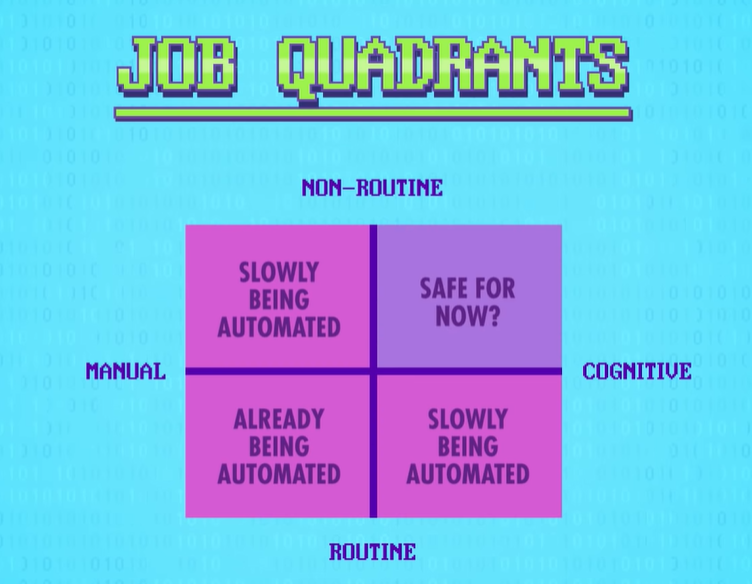 JOB QUADRANTS
NON-ROUTINE
SLOWLY
BEING
AUTOMATED
SAFE FOR
NOW?
MANUAL
COGNITIVE
ALREADY
BEING
AUTOMATED
SLOWLY
BEING
AUTOMATED
ROUTINE